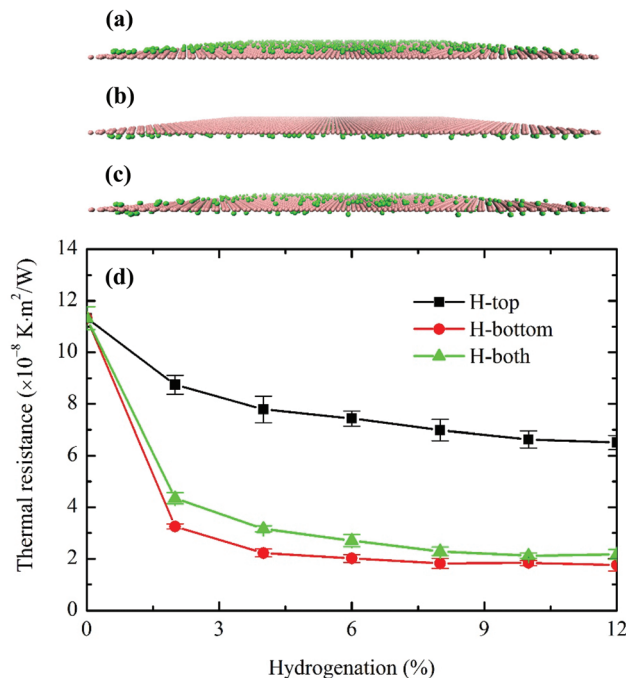 (a)
(b)
(c)
(d)
14
12
10
8
6
4
2
0
Thermal resistance (×10⁻⁸ K·m²/W)
H-top
H-bottom
H-both
0 3 6 9 12
Hydrogenation (%)